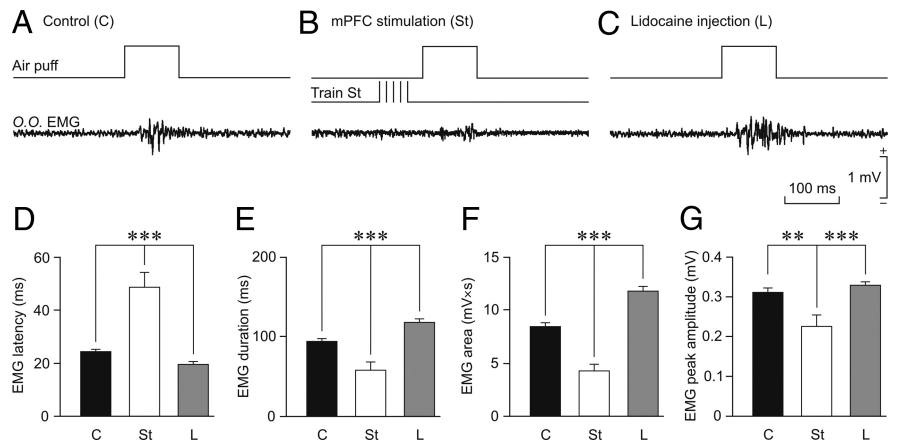 A Control (C)
B mPFC stimulation (St)
C Lidocaine injection (L)
Air puff
Train St
O.O. EMG
+
1 mV
–
100 ms
D
***
EMG latency (ms)
60
40
20
0
C St L
E
***
EMG duration (ms)
200
100
0
C St L
F
***
EMG area (mV×s)
15
10
5
0
C St L
G
** ***
EMG peak amplitude (mV)
0.4
0.3
0.2
0.1
0
C St L